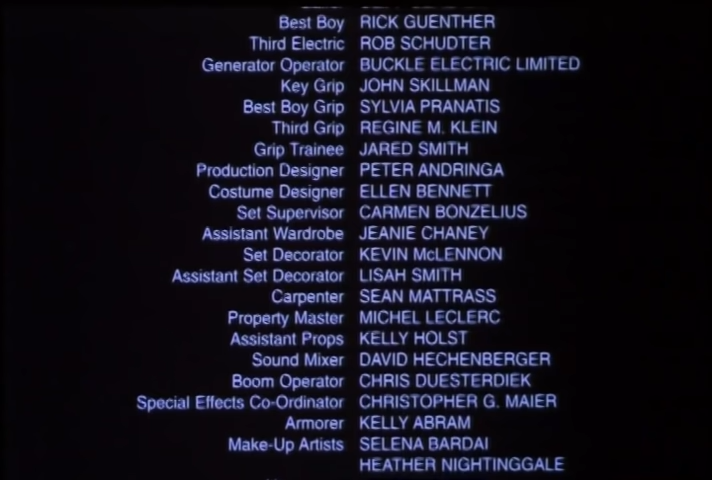 Best Boy RICK GUENTHER
Third Electric ROB SCHUDTER
Generator Operator BUCKLE ELECTRIC LIMITED
Key Grip JOHN SKILLMAN
Best Boy Grip SYLVIA PRANATIS
Third Grip REGINE M. KLEIN
Grip Trainee JARED SMITH
Production Designer PETER ANDRINGA
Costume Designer ELLEN BENNETT
Set Supervisor CARMEN BONZELIUS
Assistant Wardrobe JEANIE CHANEY
Set Decorator KEVIN McLENNON
Assistant Set Decorator LISAH SMITH
Carpenter SEAN MATTRASS
Property Master MICHEL LECLERC
Assistant Props KELLY HOLST
Sound Mixer DAVID HECHENBERGER
Boom Operator CHRIS DUESTERDIEK
Special Effects Co-Ordinator CHRISTOPHER G. MAIER
Armorer KELLY ABRAM
Make-Up Artists SELENA BARDAI
HEATHER NIGHTINGGALE